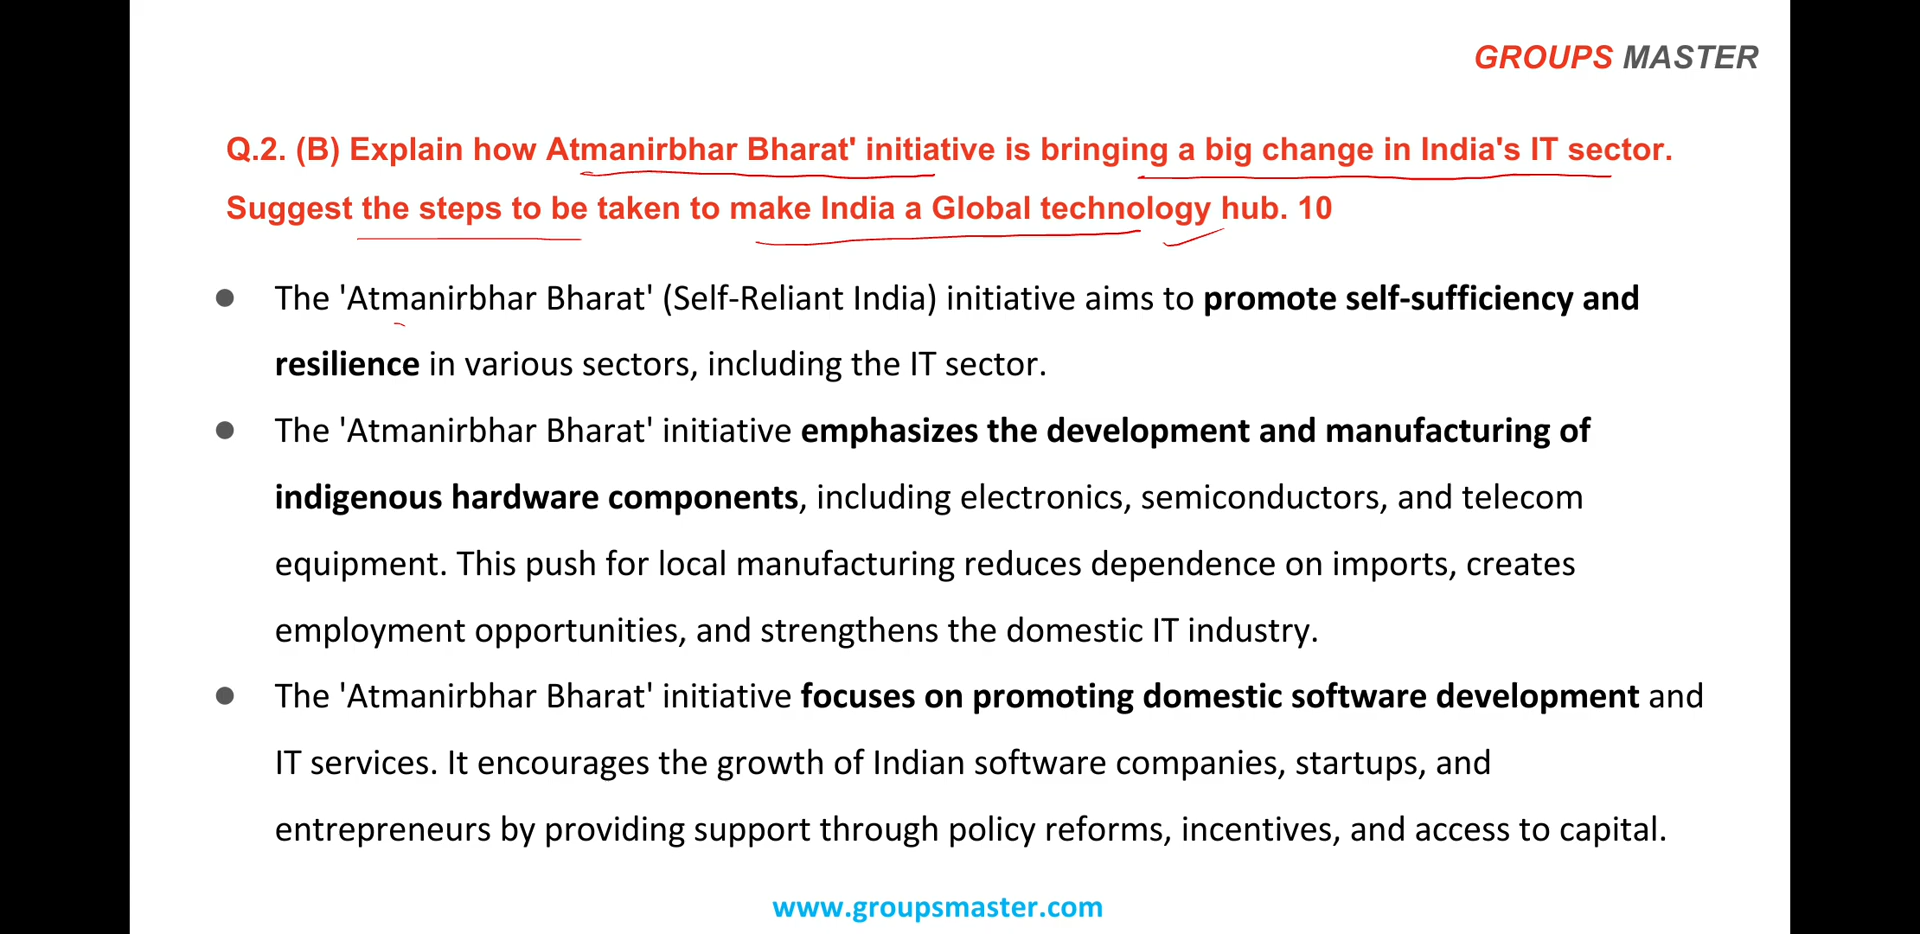 GROUPS MASTER
Q.2. (B) Explain how Atmanirbhar Bharat' initiative is bringing a big change in India's IT sector.
Suggest the steps to be taken to make India a Global technology hub. 10
● The 'Atmanirbhar Bharat' (Self-Reliant India) initiative aims to promote self-sufficiency and
resilience in various sectors, including the IT sector.
● The 'Atmanirbhar Bharat' initiative emphasizes the development and manufacturing of
indigenous hardware components, including electronics, semiconductors, and telecom
equipment. This push for local manufacturing reduces dependence on imports, creates
employment opportunities, and strengthens the domestic IT industry.
● The 'Atmanirbhar Bharat' initiative focuses on promoting domestic software development and
IT services. It encourages the growth of Indian software companies, startups, and
entrepreneurs by providing support through policy reforms, incentives, and access to capital.
www.groupsmaster.com